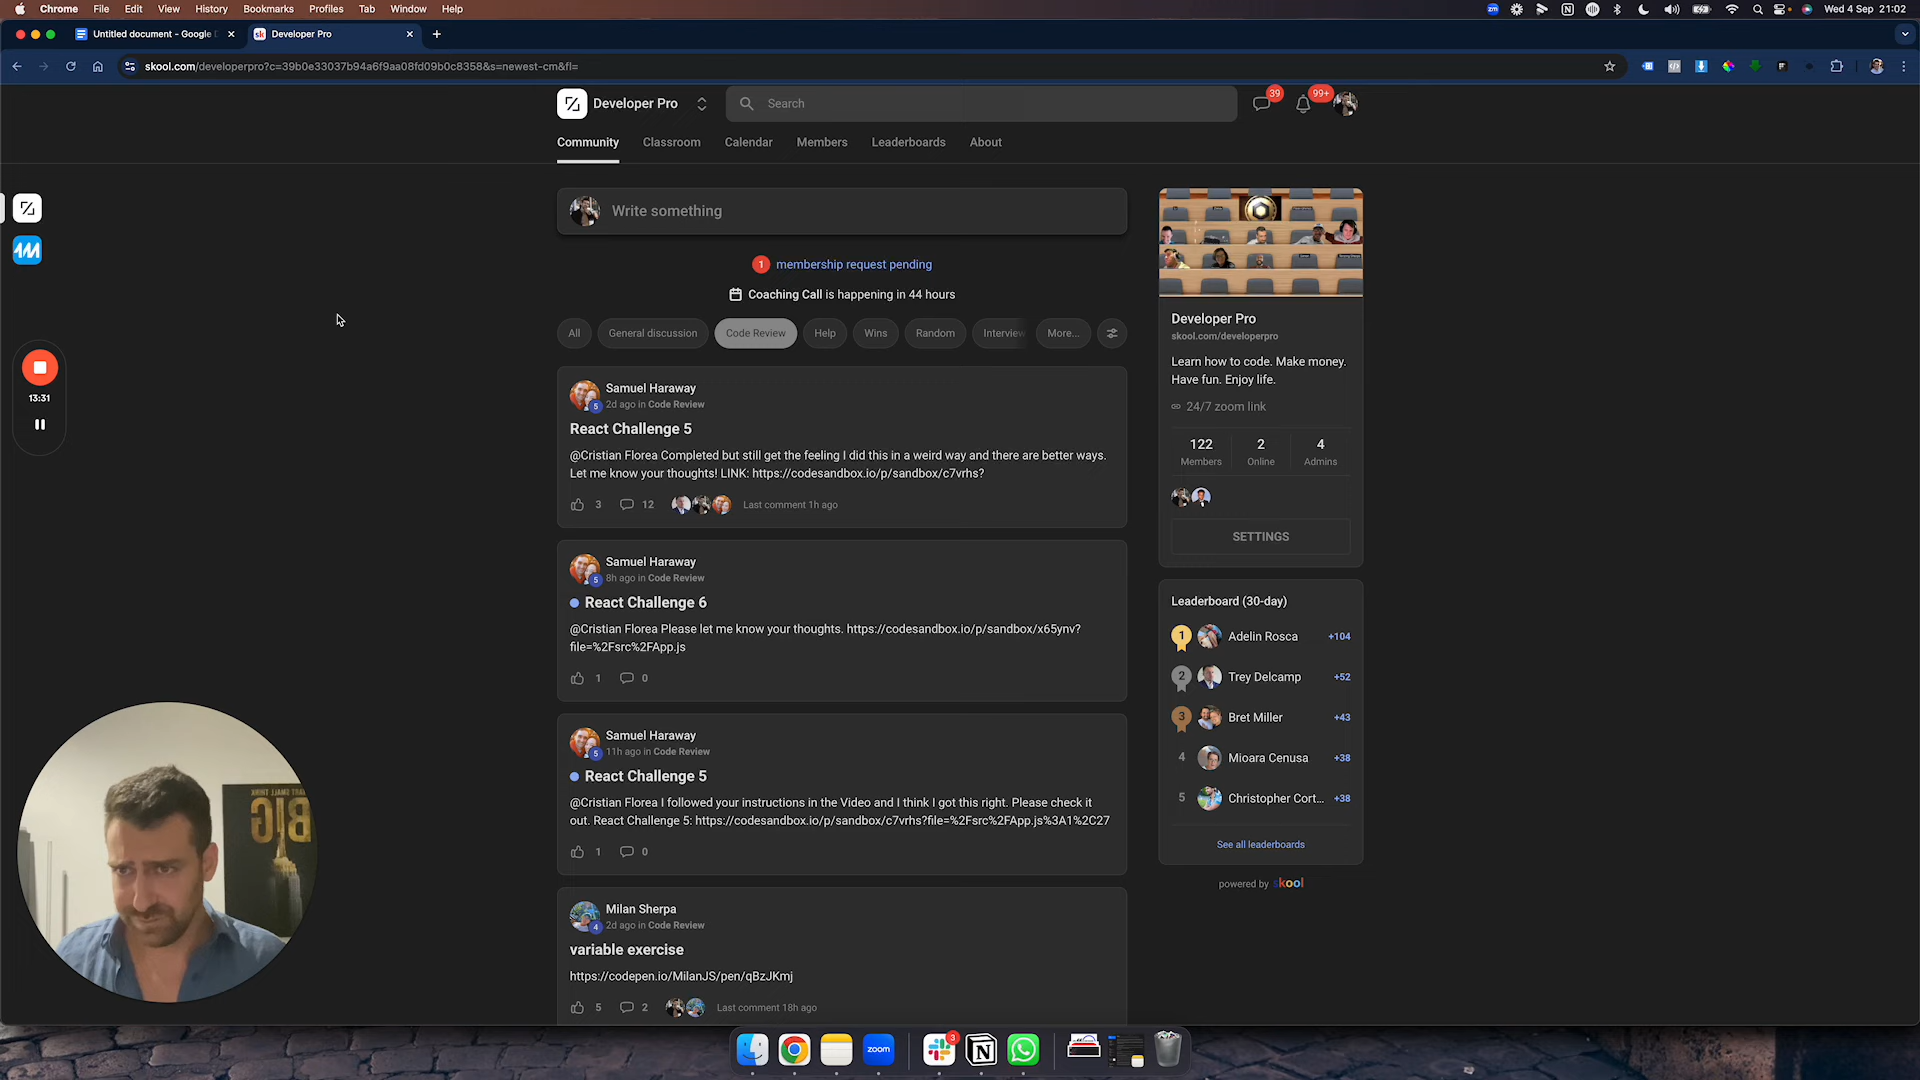 Chrome File Edit View History Bookmarks Profiles Tab Window Help
Wed 4 Sep 21:02
Untitled document - Google D
Developer Pro
skool.com/developerpro?c=39b0e33037b94a6f9aa08fd09b0c8358&s=newest-cm&fl=
Developer Pro
Search
39
99+
Community Classroom Calendar Members Leaderboards About
Write something
1 membership request pending
Coaching Call is happening in 44 hours
All General discussion Code Review Help Wins Random Interview More...
13:31
Samuel Haraway
5 2d ago in Code Review
React Challenge 5
@Cristian Florea Completed but still get the feeling I did this in a weird way and there are better ways.
Let me know your thoughts! LINK: https://codesandbox.io/p/sandbox/c7vrhs?
3 12 Last comment 1h ago
Samuel Haraway
5 8h ago in Code Review
React Challenge 6
@Cristian Florea Please let me know your thoughts. https://codesandbox.io/p/sandbox/x65ynv?
file=%2Fsrc%2FApp.js
1 0
Samuel Haraway
5 11h ago in Code Review
React Challenge 5
@Cristian Florea I followed your instructions in the Video and I think I got this right. Please check it
out. React Challenge 5: https://codesandbox.io/p/sandbox/c7vrhs?file=%2Fsrc%2FApp.js%3A1%2C27
1 0
Milan Sherpa
4 2d ago in Code Review
variable exercise
https://codepen.io/MilanJS/pen/qBzJKmj
5 2 Last comment 18h ago
Developer Pro
skool.com/developerpro
Learn how to code. Make money.
Have fun. Enjoy life.
24/7 zoom link
122 2 4
Members Online Admins
SETTINGS
Leaderboard (30-day)
1 Adelin Rosca +104
2 Trey Delcamp +52
3 Bret Miller +43
4 Mioara Cenusa +38
5 Christopher Cort... +38
See all leaderboards
powered by skool
BIG
zoom
3